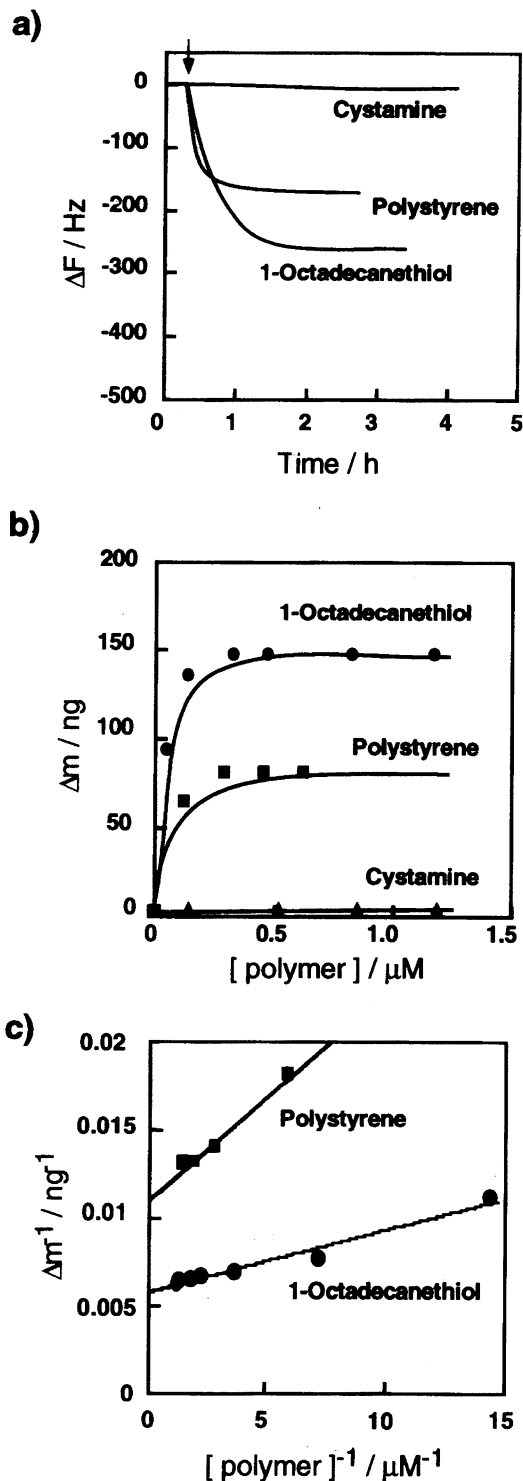 a)
0
-100
-200
-300
-400
-500
ΔF / Hz
Cystamine
Polystyrene
1-Octadecanethiol
0 1 2 3 4 5
Time / h
b)
200
150
100
50
0
Δm / ng
1-Octadecanethiol
Polystyrene
Cystamine
0 0.5 1.0 1.5
[ polymer ] / μM
c)
0.02
0.015
0.01
0.005
0
Δm⁻¹ / ng⁻¹
Polystyrene
1-Octadecanethiol
0 5 10 15
[ polymer ]⁻¹ / μM⁻¹